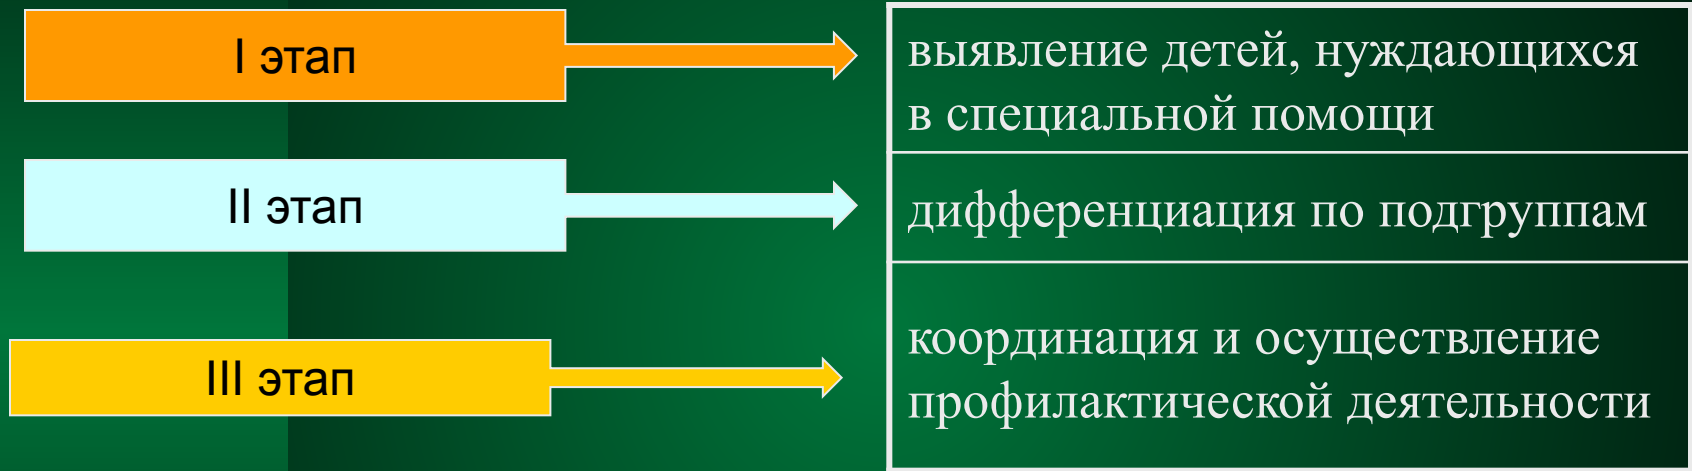 I этап
выявление детей, нуждающихся
в специальной помощи
II этап
дифференциация по подгруппам
III этап
координация и осуществление
профилактической деятельности